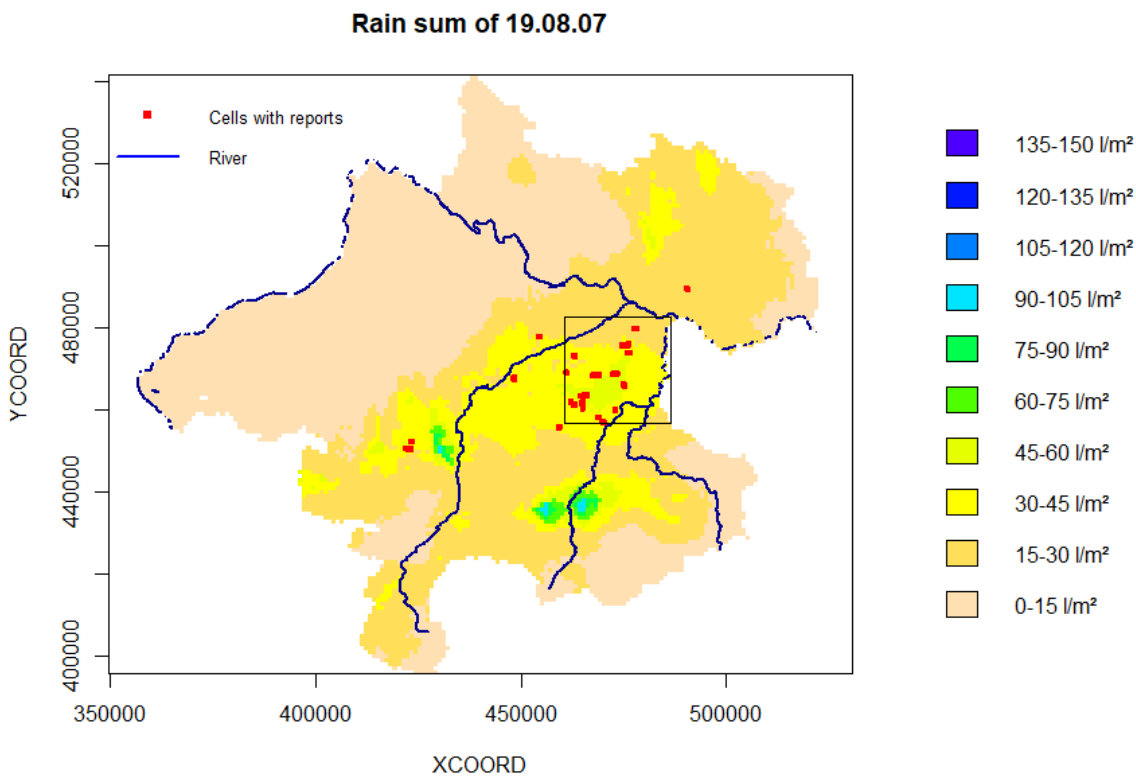 Rain sum of 19.08.07
Cells with reports
River
YCOORD
520000
480000
440000
400000
350000
400000
450000
500000
XCOORD
135-150 l/m²
120-135 l/m²
105-120 l/m²
90-105 l/m²
75-90 l/m²
60-75 l/m²
45-60 l/m²
30-45 l/m²
15-30 l/m²
0-15 l/m²